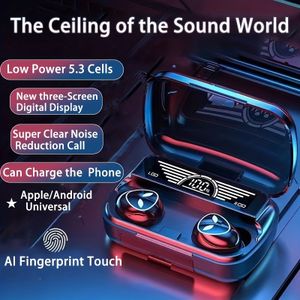 The Ceiling of the Sound World
Low Power 5.3 Cells
New three-Screen
Digital Display
Super Clear Noise
Reduction Call
Can Charge the Phone
Apple/Android
Universal
AI Fingerprint Touch
100